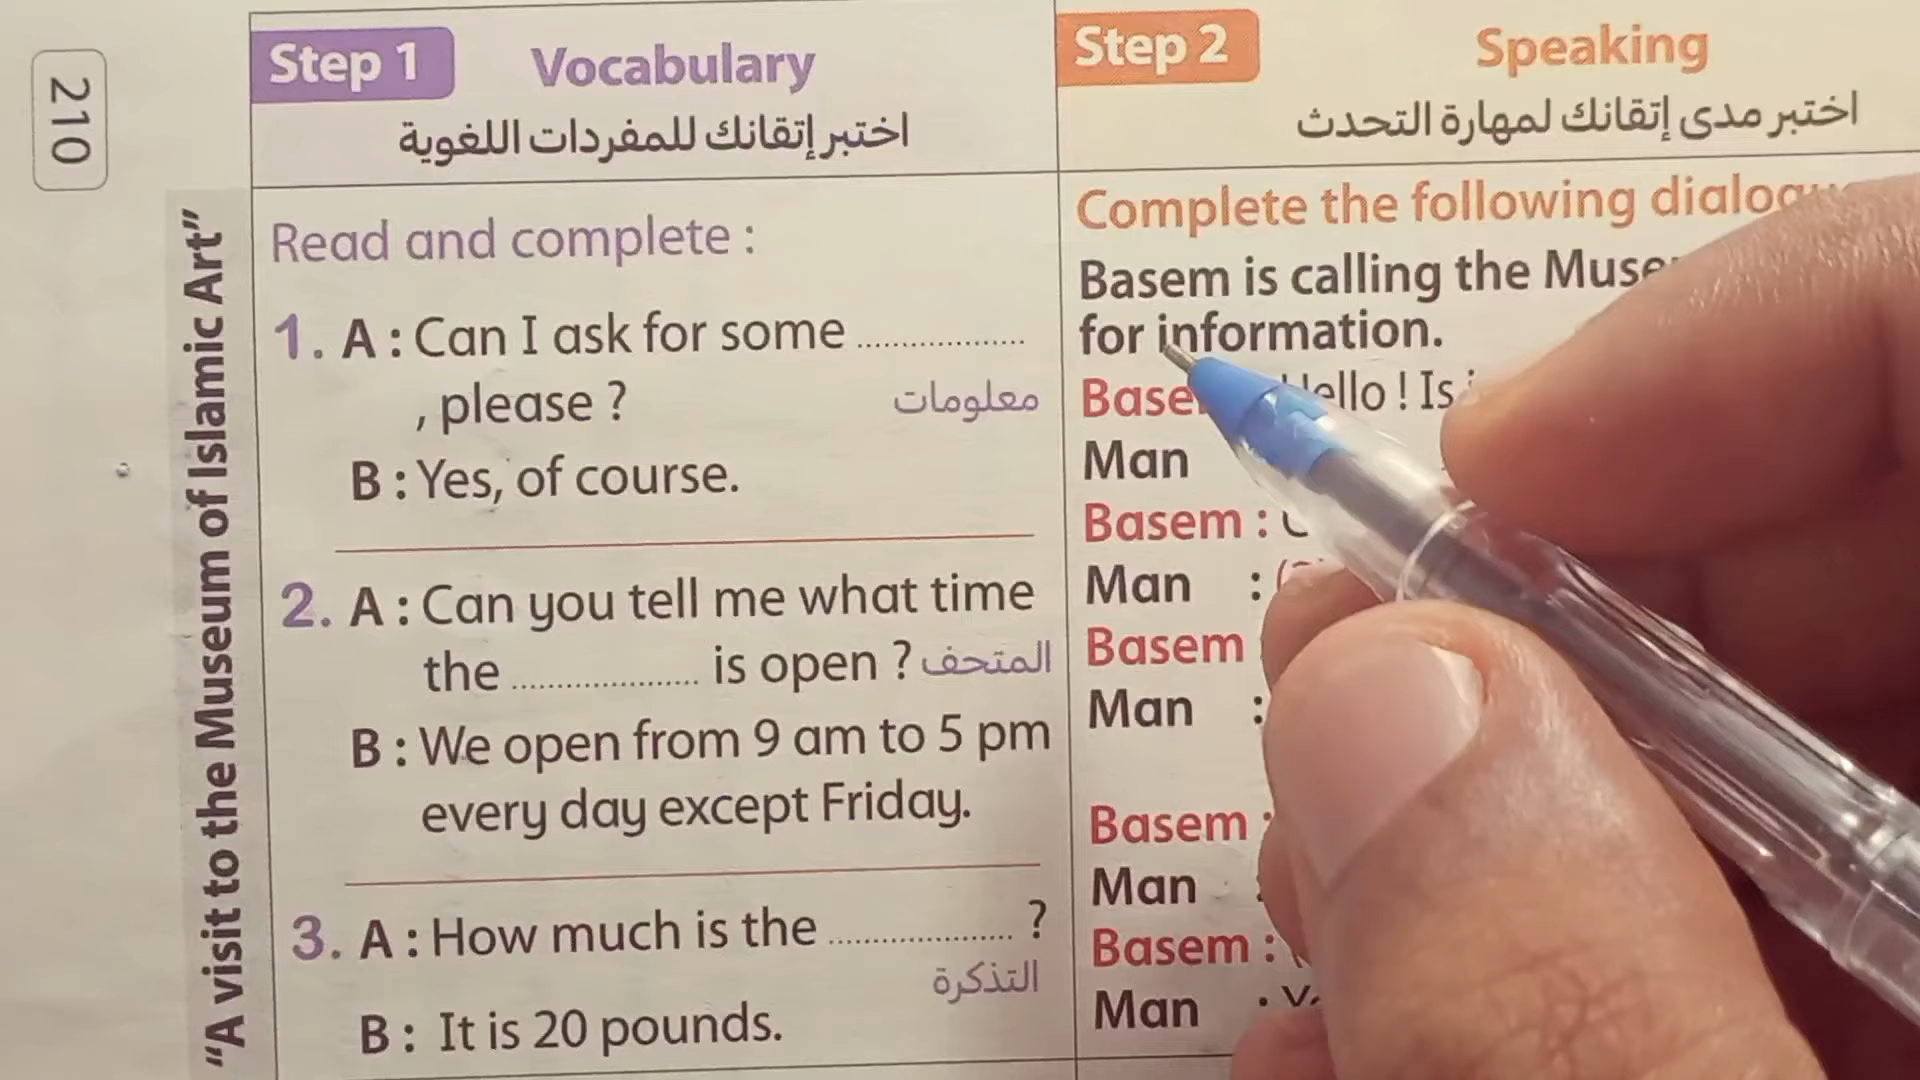 210
"A visit to the Museum of Islamic Art"
Step 1 Vocabulary
اختبر إتقانك للمفردات اللغوية
Read and complete :
1. A : Can I ask for some ....................
, please ? معلومات
B : Yes, of course.
2. A : Can you tell me what time
the .................... is open ? المتحف
B : We open from 9 am to 5 pm
every day except Friday.
3. A : How much is the .................... ?
التذكرة
B : It is 20 pounds.
Step 2 Speaking
اختبر مدى إتقانك لمهارة التحدث
Complete the following
Basem is calling the
for information.
! Is
Man
Basem :
Man :
Basem
Man :
Basem :
Man
Basem :
Man